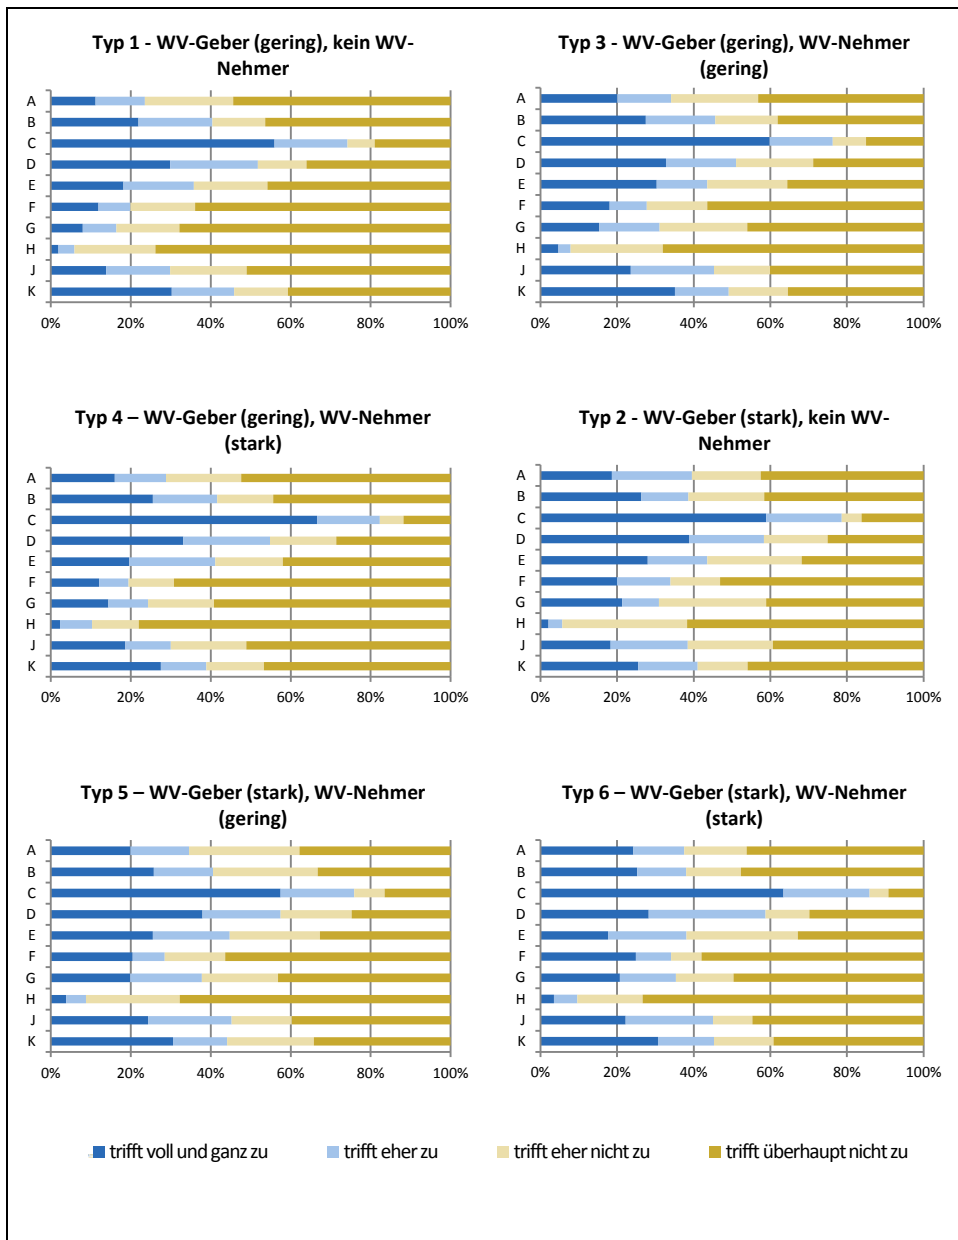 Typ 1 - WV-Geber (gering), kein WV-
Nehmer
A
B
C
D
E
F
G
H
J
K
0% 20% 40% 60% 80% 100%
Typ 3 - WV-Geber (gering), WV-Nehmer
(gering)
A
B
C
D
E
F
G
H
J
K
0% 20% 40% 60% 80% 100%
Typ 4 – WV-Geber (gering), WV-Nehmer
(stark)
A
B
C
D
E
F
G
H
J
K
0% 20% 40% 60% 80% 100%
Typ 2 - WV-Geber (stark), kein WV-
Nehmer
A
B
C
D
E
F
G
H
J
K
0% 20% 40% 60% 80% 100%
Typ 5 – WV-Geber (stark), WV-Nehmer
(gering)
A
B
C
D
E
F
G
H
J
K
0% 20% 40% 60% 80% 100%
Typ 6 – WV-Geber (stark), WV-Nehmer
(stark)
A
B
C
D
E
F
G
H
J
K
0% 20% 40% 60% 80% 100%
trifft voll und ganz zu trifft eher zu trifft eher nicht zu trifft überhaupt nicht zu